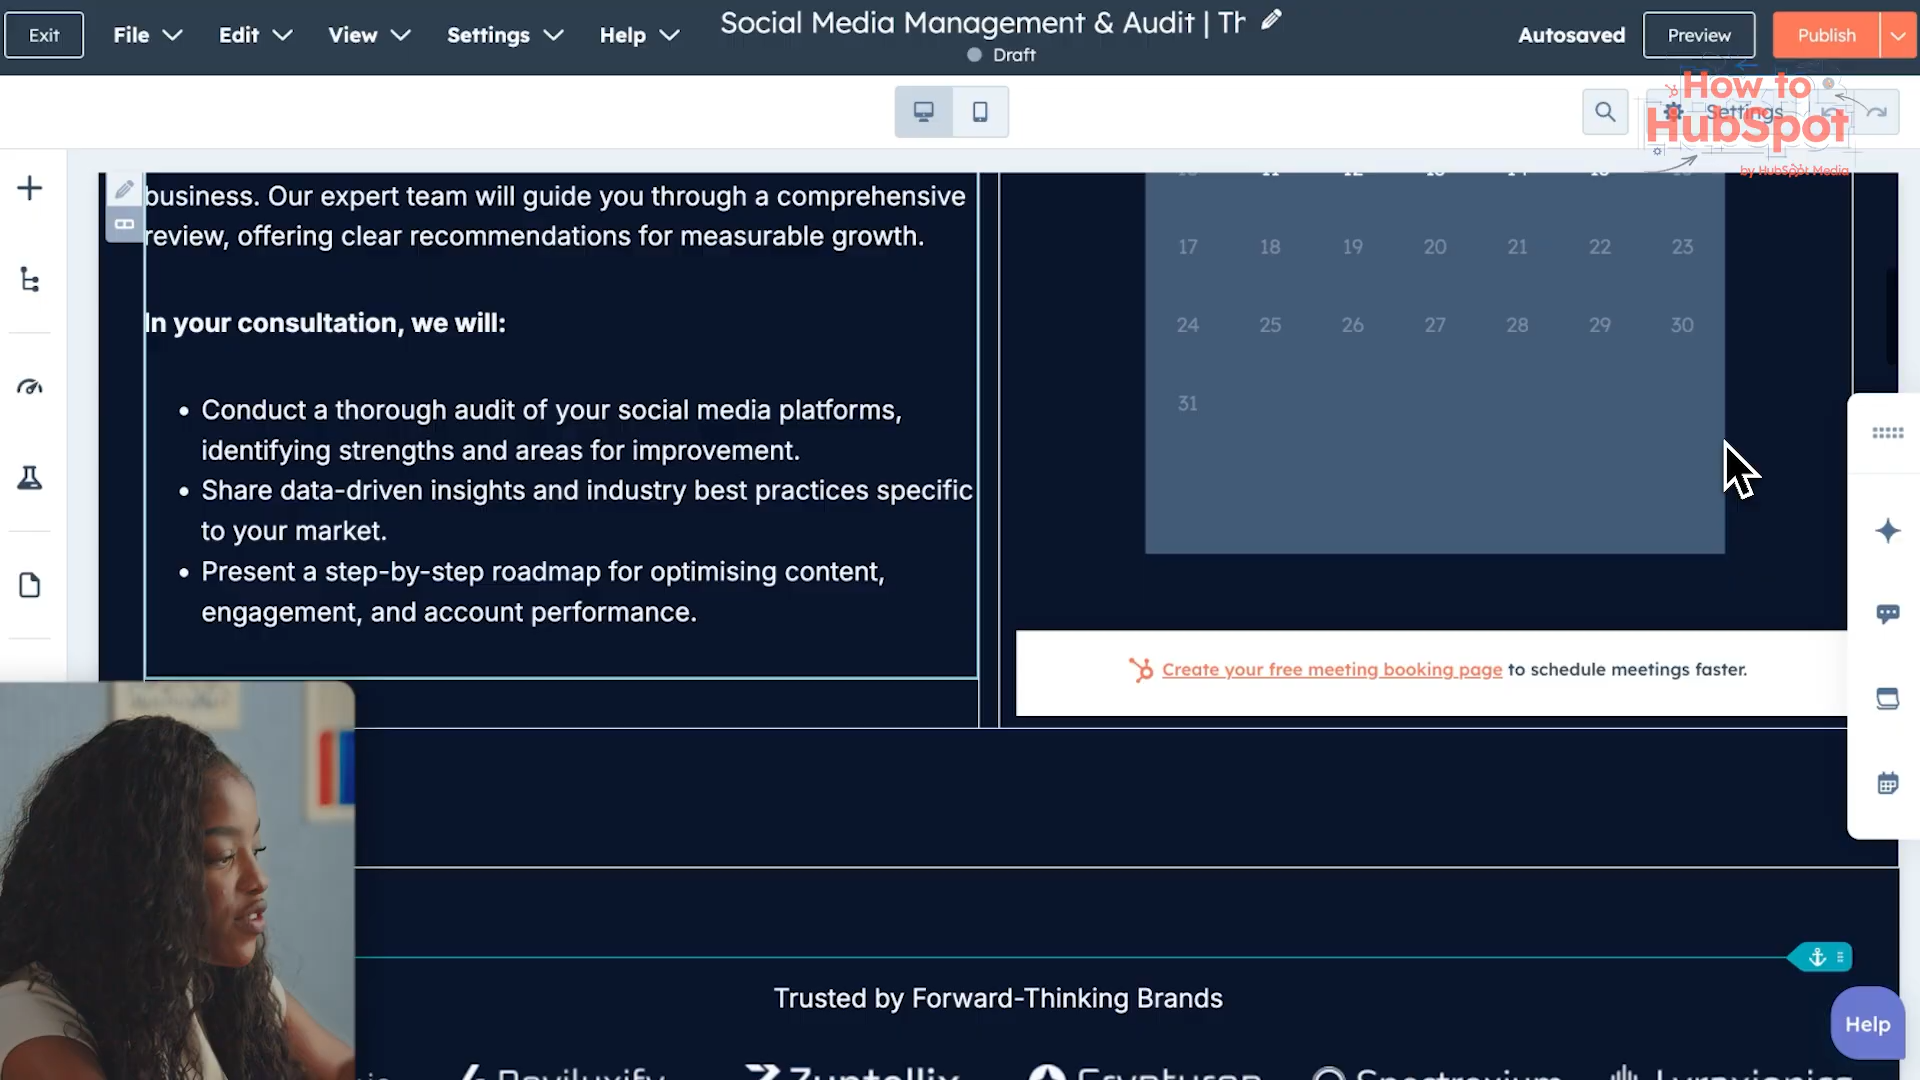 Exit
File
Edit
View
Settings
Help
Social Media Management & Audit | Th
Draft
Autosaved
Preview
Publish
Settings
How to
HubSpot
by HubSpot Media
business. Our expert team will guide you through a comprehensive
review, offering clear recommendations for measurable growth.
In your consultation, we will:
• Conduct a thorough audit of your social media platforms,
identifying strengths and areas for improvement.
• Share data-driven insights and industry best practices specific
to your market.
• Present a step-by-step roadmap for optimising content,
engagement, and account performance.
17 18 19 20 21 22 23
24 25 26 27 28 29 30
31
Create your free meeting booking page to schedule meetings faster.
Trusted by Forward-Thinking Brands
Help